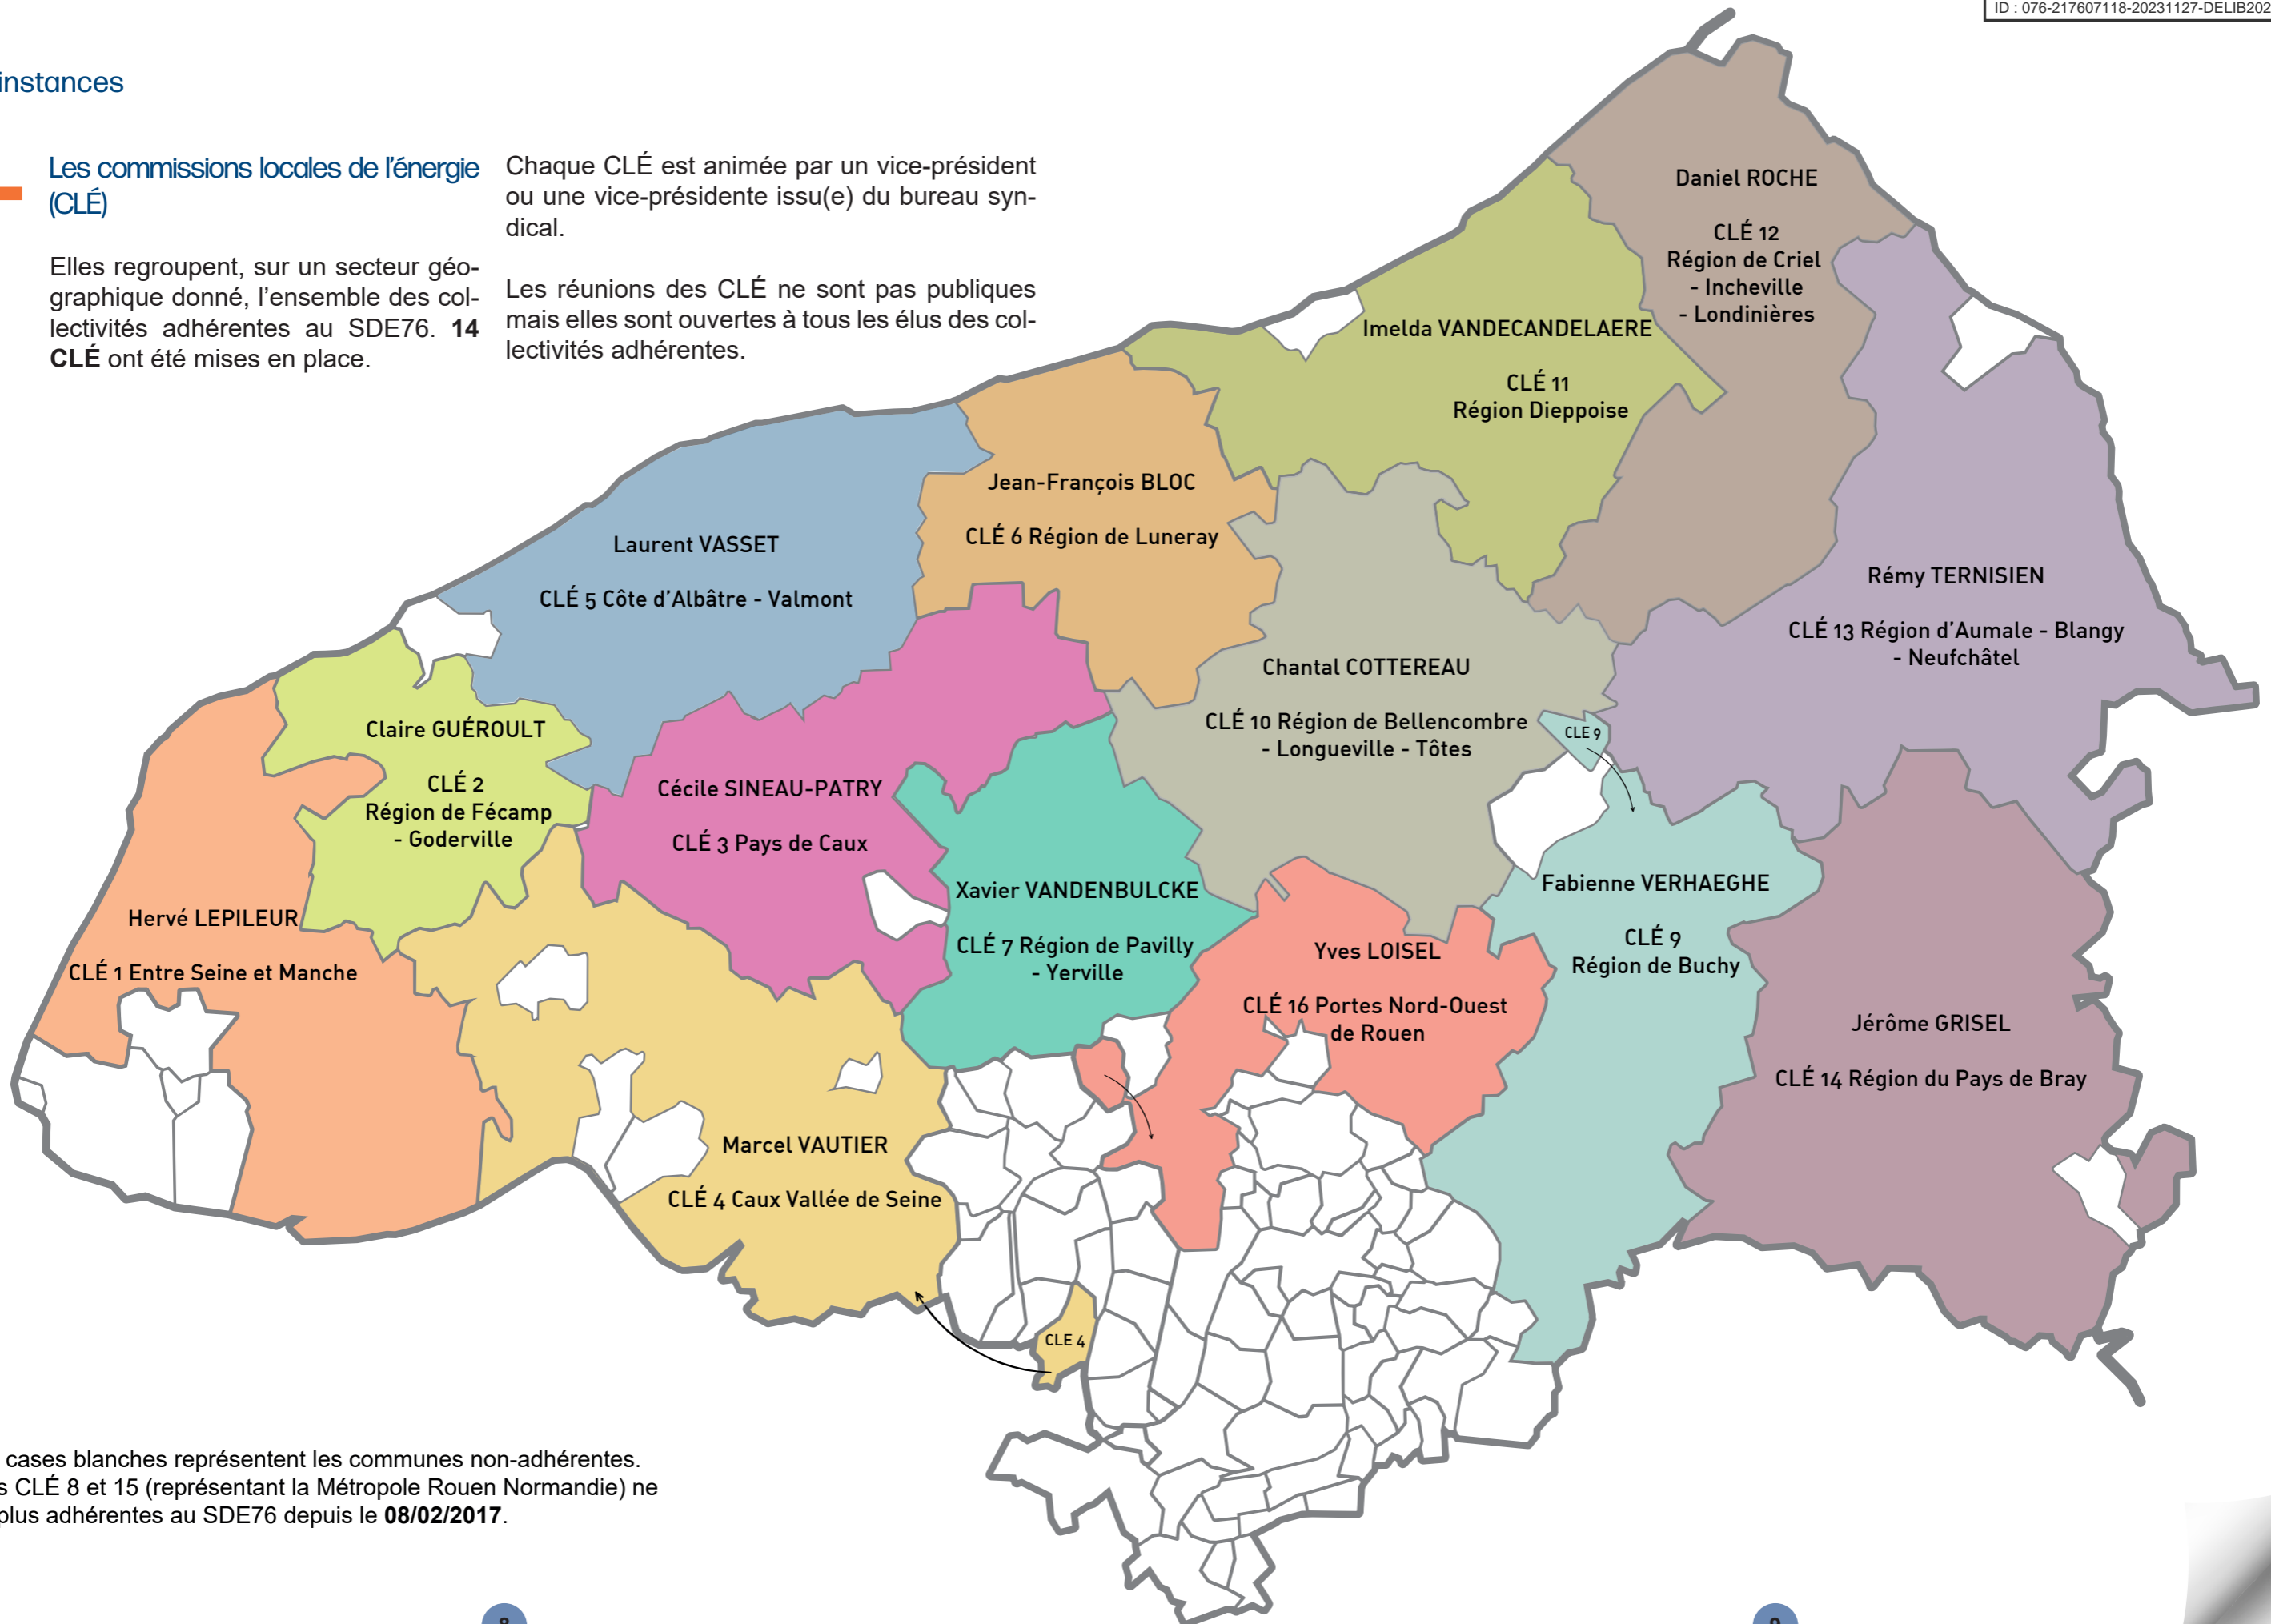 ID : 076-217607118-20231127-DELIB202
instances
Les commissions locales de l'énergie
(CLÉ)
Elles regroupent, sur un secteur géo-
graphique donné, l'ensemble des col-
lectivités adhérentes au SDE76. 14
CLÉ ont été mises en place.
Chaque CLÉ est animée par un vice-président
ou une vice-présidente issu(e) du bureau syn-
dical.
Les réunions des CLÉ ne sont pas publiques
mais elles sont ouvertes à tous les élus des col-
lectivités adhérentes.
Daniel ROCHE
CLÉ 12
Région de Criel
- Incheville
- Londinières
Imelda VANDECANDELAERE
CLÉ 11
Région Dieppoise
Jean-François BLOC
CLÉ 6 Région de Luneray
Laurent VASSET
CLÉ 5 Côte d'Albâtre - Valmont
Rémy TERNISIEN
CLÉ 13 Région d'Aumale - Blangy
- Neufchâtel
Chantal COTTEREAU
CLÉ 10 Région de Bellencombre
- Longueville - Tôtes
CLE 9
Claire GUÉROULT
CLÉ 2
Région de Fécamp
- Goderville
Cécile SINEAU-PATRY
CLÉ 3 Pays de Caux
Xavier VANDENBULCKE
CLÉ 7 Région de Pavilly
- Yerville
Fabienne VERHAEGHE
CLÉ 9
Région de Buchy
Hervé LEPILEUR
CLÉ 1 Entre Seine et Manche
Yves LOISEL
CLÉ 16 Portes Nord-Ouest
de Rouen
Jérôme GRISEL
CLÉ 14 Région du Pays de Bray
Marcel VAUTIER
CLÉ 4 Caux Vallée de Seine
CLE 4
cases blanches représentent les communes non-adhérentes.
s CLÉ 8 et 15 (représentant la Métropole Rouen Normandie) ne
plus adhérentes au SDE76 depuis le 08/02/2017.
8
9